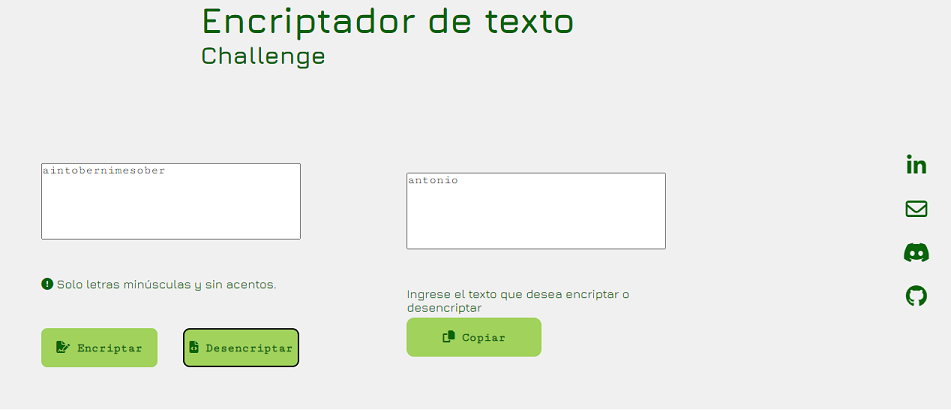 Encriptador de texto
Challenge
aintobernimesober
antonio
Solo letras minúsculas y sin acentos.
Ingrese el texto que desea encriptar o
desencriptar
Encriptar
Desencriptar
Copiar